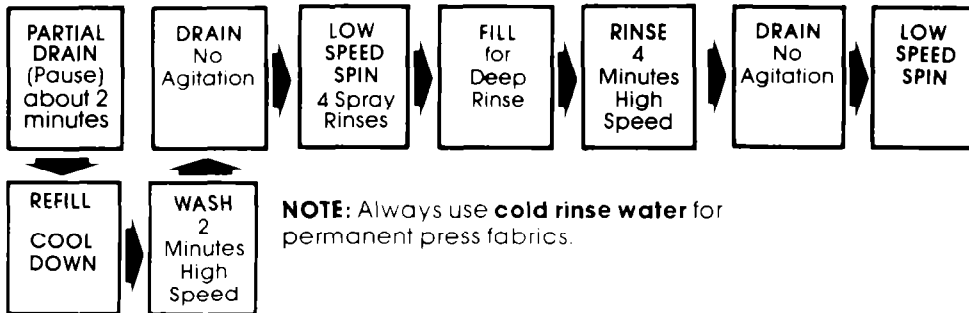 PARTIAL
DRAIN
(Pause)
about 2
minutes
REFILL
COOL
DOWN
WASH
2
Minutes
High
Speed
DRAIN
No
Agitation
LOW
SPEED
SPIN
4 Spray
Rinses
FILL
for
Deep
Rinse
RINSE
4
Minutes
High
Speed
DRAIN
No
Agitation
LOW
SPEED
SPIN
NOTE: Always use cold rinse water for
permanent press fabrics.